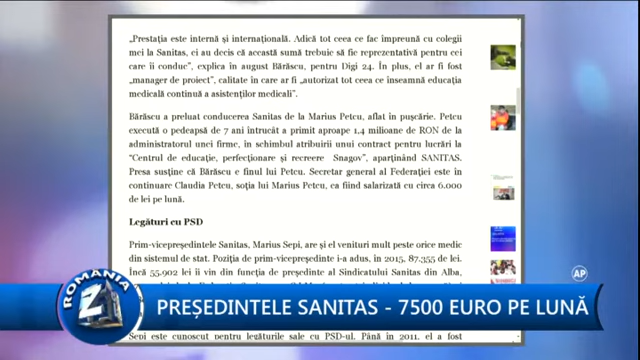 „Prestația este internă și internațională. Adică tot ceea ce fac împreună cu colegii
mei la Sanitas, ei au decis că această sumă trebuie să fie reprezentativă pentru cei
care îi conduc”, explica în august Bărăscu, pentru Digi 24. În plus, el ar fi fost
„manager de proiect”, calitate în care ar fi „autorizat tot ceea ce înseamnă educația
medicală continuă a asistenților medicali”.
Bărăscu a preluat conducerea Sanitas de la Marius Petcu, aflat în pușcărie. Petcu
execută o pedeapsă de 7 ani întrucât a primit aproape 1,4 milioane de RON de la
administratorul unei firme, în schimbul atribuirii unui contract pentru lucrări la
“Centrul de educație, perfecționare și recreere Snagov”, aparținând SANITAS.
Presa susține că Bărăscu e finul lui Petcu. Secretar general al Federației este în
continuare Claudia Petcu, soția lui Marius Petcu, ca fiind salarizată cu circa 6.000
de lei pe lună.
Legături cu PSD
Prim-vicepreședintele Sanitas, Marius Sepi, are și el venituri mult peste orice medic
din sistemul de stat. Poziția de prim-vicepreședinte i-a adus, în 2015, 87.355 de lei.
Încă 55.902 lei îi vin din funcția de președinte al Sindicatului Sanitas din Alba,
AP
ROMANIA
Z
PREȘEDINTELE SANITAS - 7500 EURO PE LUNĂ
Sepi este cunoscut pentru legăturile sale cu PSD-ul. Până în 2011, el a fost